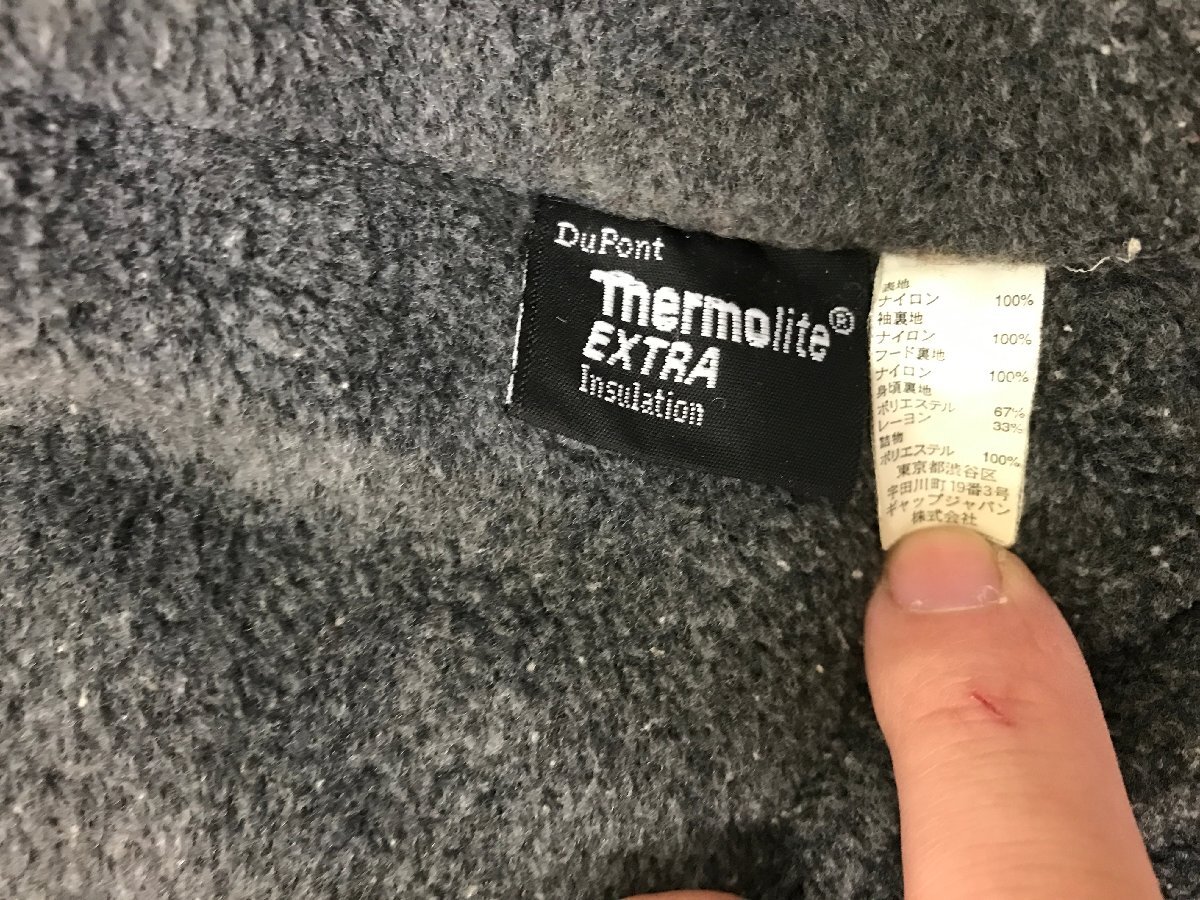 DuPont
Thermolite®
EXTRA
Insulation
表地
ナイロン 100%
袖裏地
ナイロン 100%
フード裏地
ナイロン 100%
身頃裏地
ポリエステル 67%
レーヨン 33%
詰物
ポリエステル 100%
東京都渋谷区
宇田川町19番3号
ギャップジャパン
株式会社